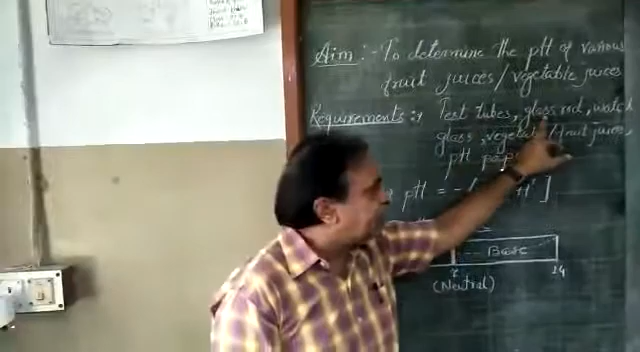 Aim :- To determine the pH of various
fruit juices/vegetable juices
Requirements :- Test tubes, glass rod, watch
glass, vegetable/fruit juices,
pH paper
pH = - H⁺]
Base
7 14
(Neutral)